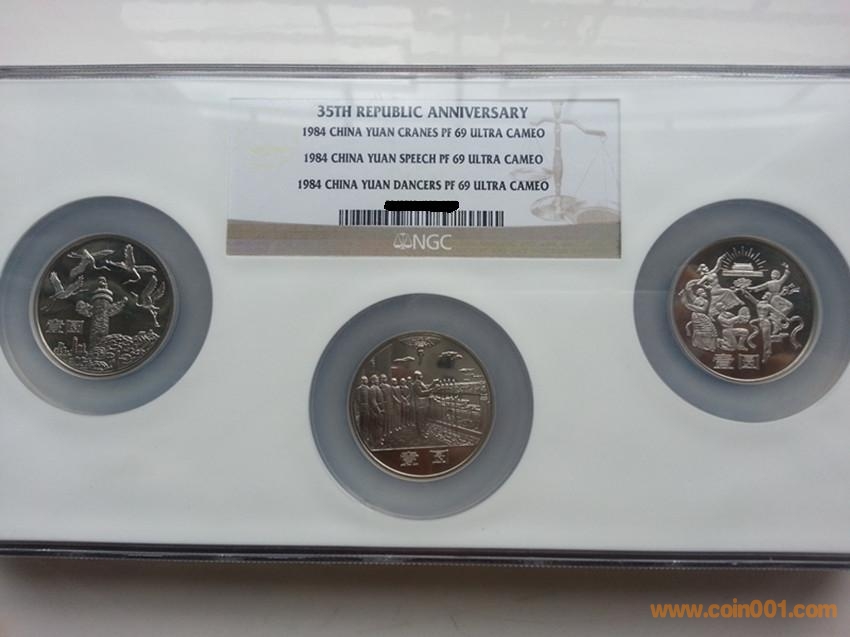 35TH REPUBLIC ANNIVERSARY
1984 CHINA YUAN CRANES PF 69 ULTRA CAMEO
1984 CHINA YUAN SPEECH PF 69 ULTRA CAMEO
1984 CHINA YUAN DANCERS PF 69 ULTRA CAMEO
NGC
壹圆
壹圆
壹圆
www.coin001.com